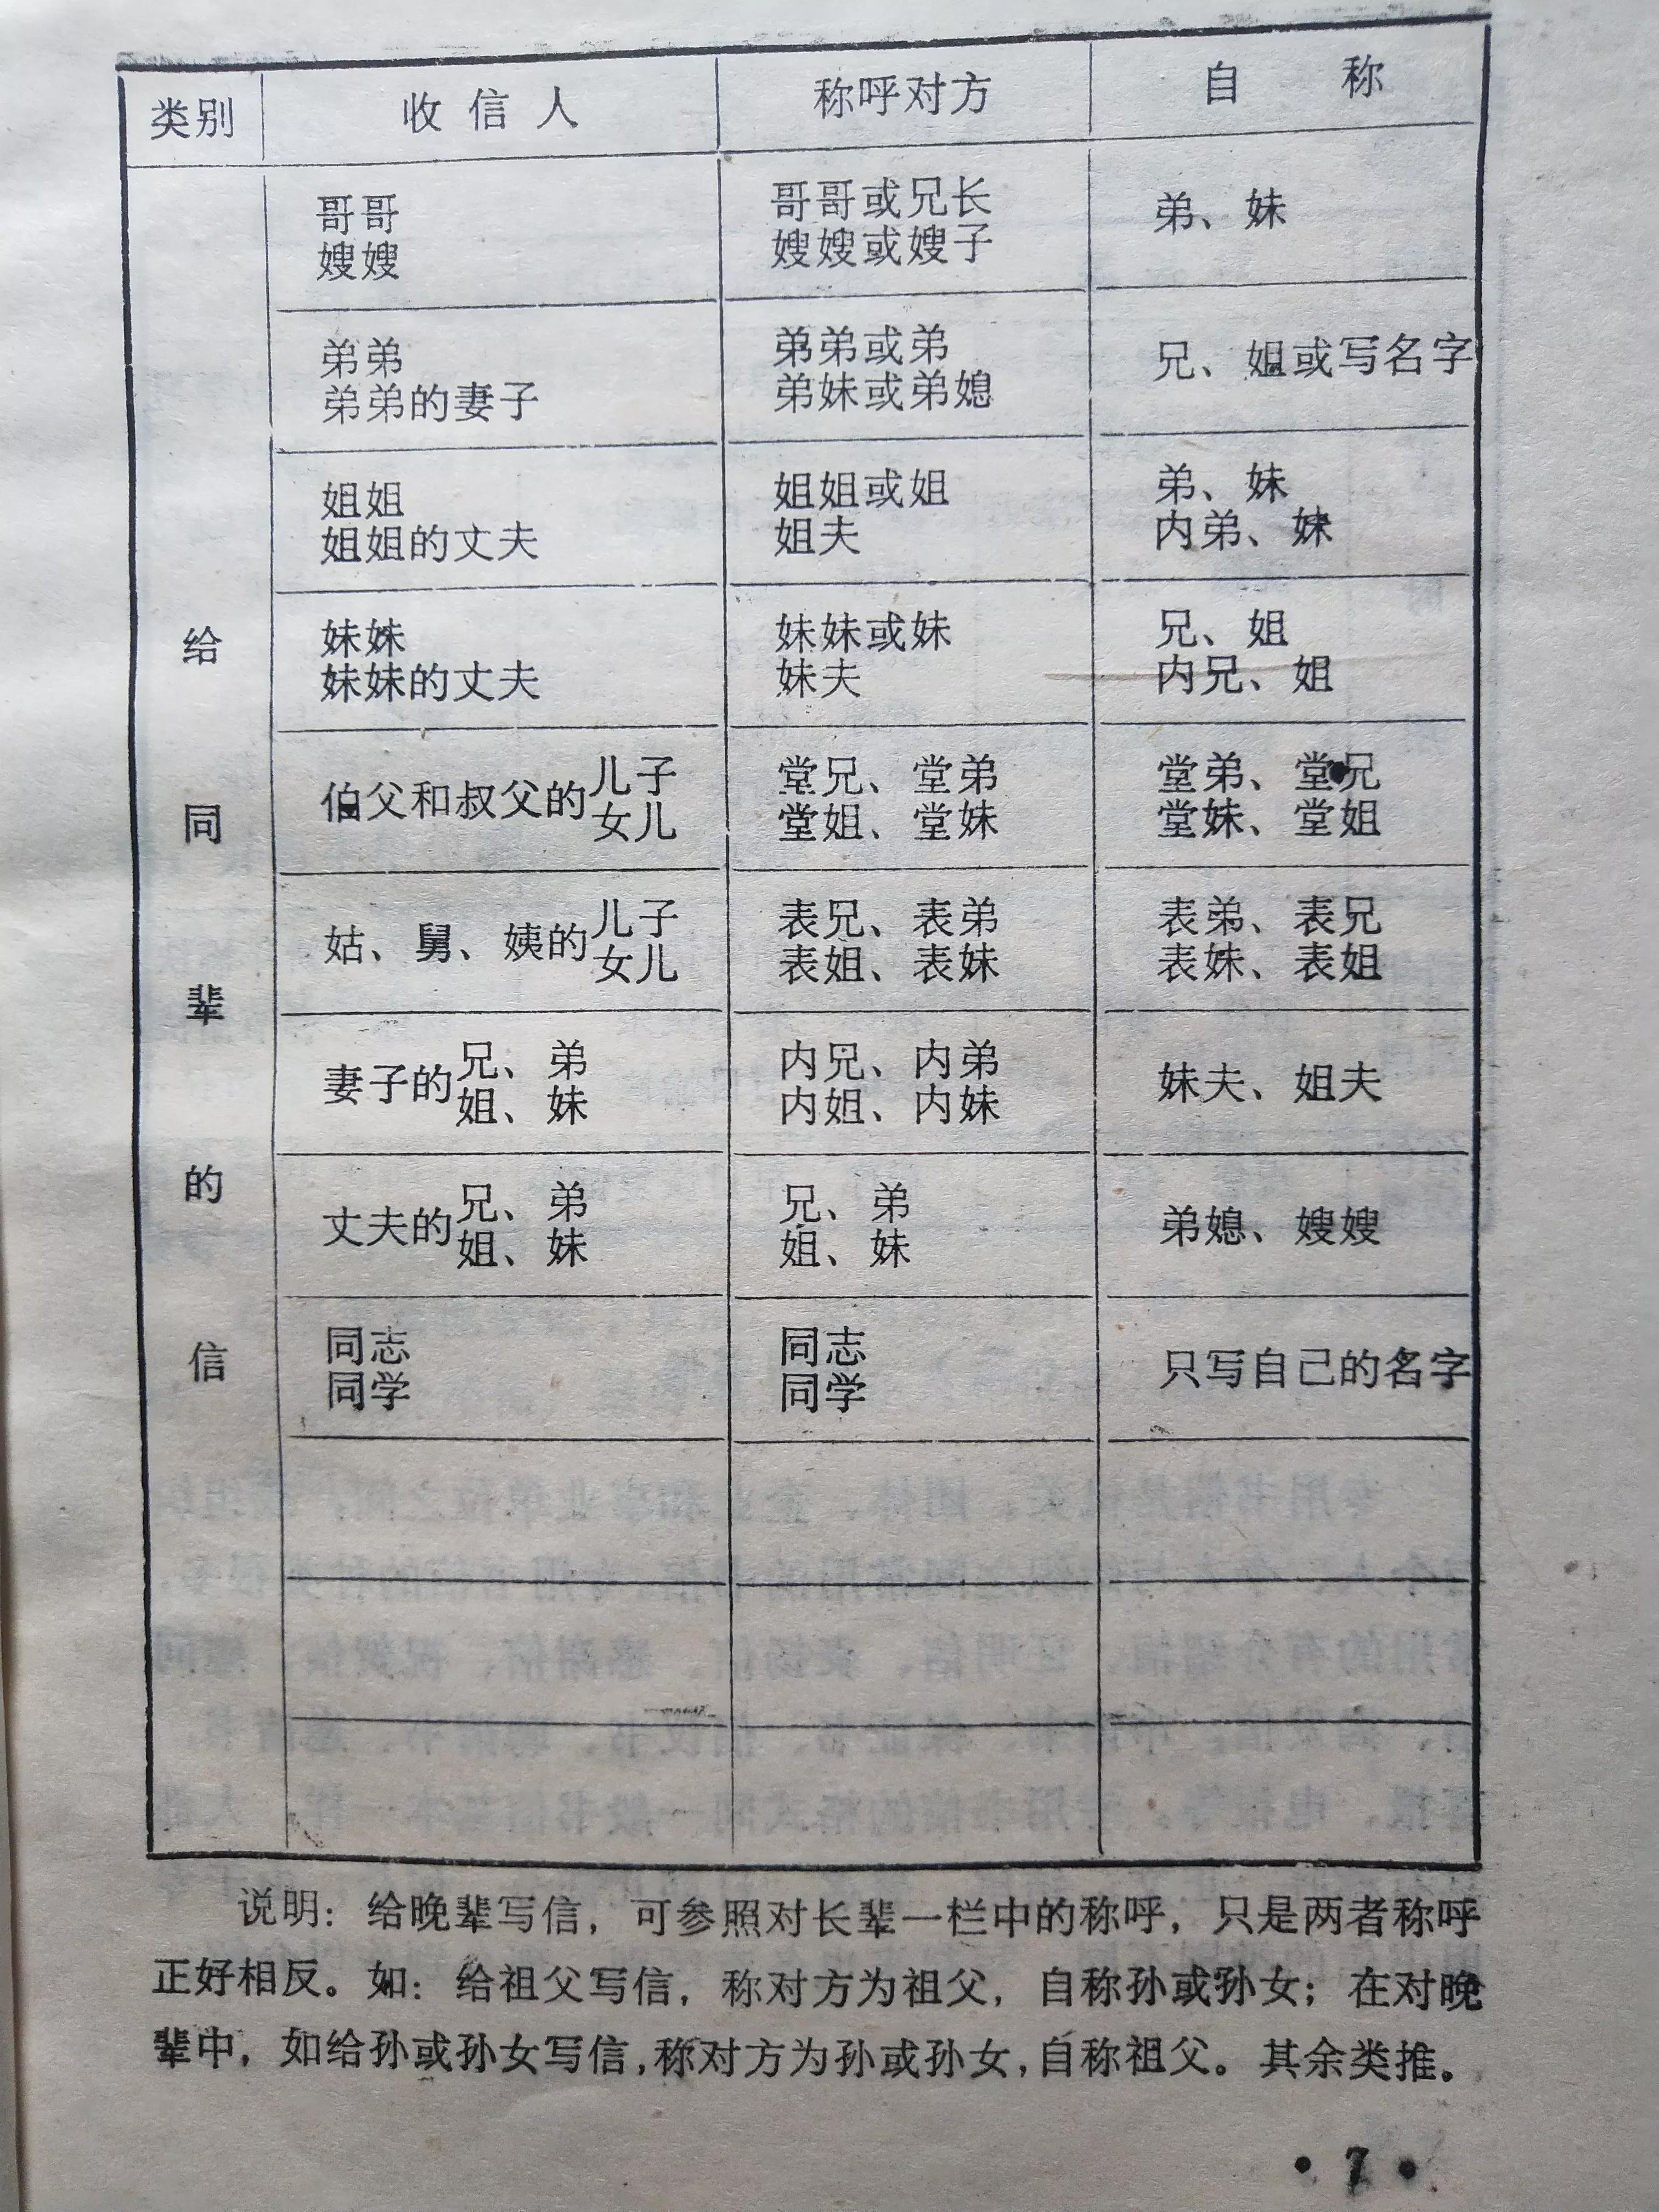 类别 收信人 称呼对方 自称
给同辈的信
哥哥 哥哥或兄长 弟、妹
嫂嫂 嫂嫂或嫂子
弟弟 弟弟或弟 兄、姐或写名字
弟弟的妻子 弟妹或弟媳
姐姐 姐姐或姐 弟、妹
姐姐的丈夫 姐夫 内弟、妹
妹妹 妹妹或妹 兄、姐
妹妹的丈夫 妹夫 内兄、姐
伯父和叔父的儿子 堂兄、堂弟 堂弟、堂兄
女儿 堂姐、堂妹 堂妹、堂姐
姑、舅、姨的儿子 表兄、表弟 表弟、表兄
女儿 表姐、表妹 表妹、表姐
妻子的兄、弟 内兄、内弟 妹夫、姐夫
姐、妹 内姐、内妹
丈夫的兄、弟 兄、弟 弟媳、嫂嫂
姐、妹 姐、妹
同志 同志 只写自己的名字
同学 同学
说明：给晚辈写信，可参照对长辈一栏中的称呼，只是两者称呼
正好相反。如：给祖父写信，称对方为祖父，自称孙或孙女；在对晚
辈中，如给孙或孙女写信，称对方为孙或孙女，自称祖父。其余类推。
• 7 •